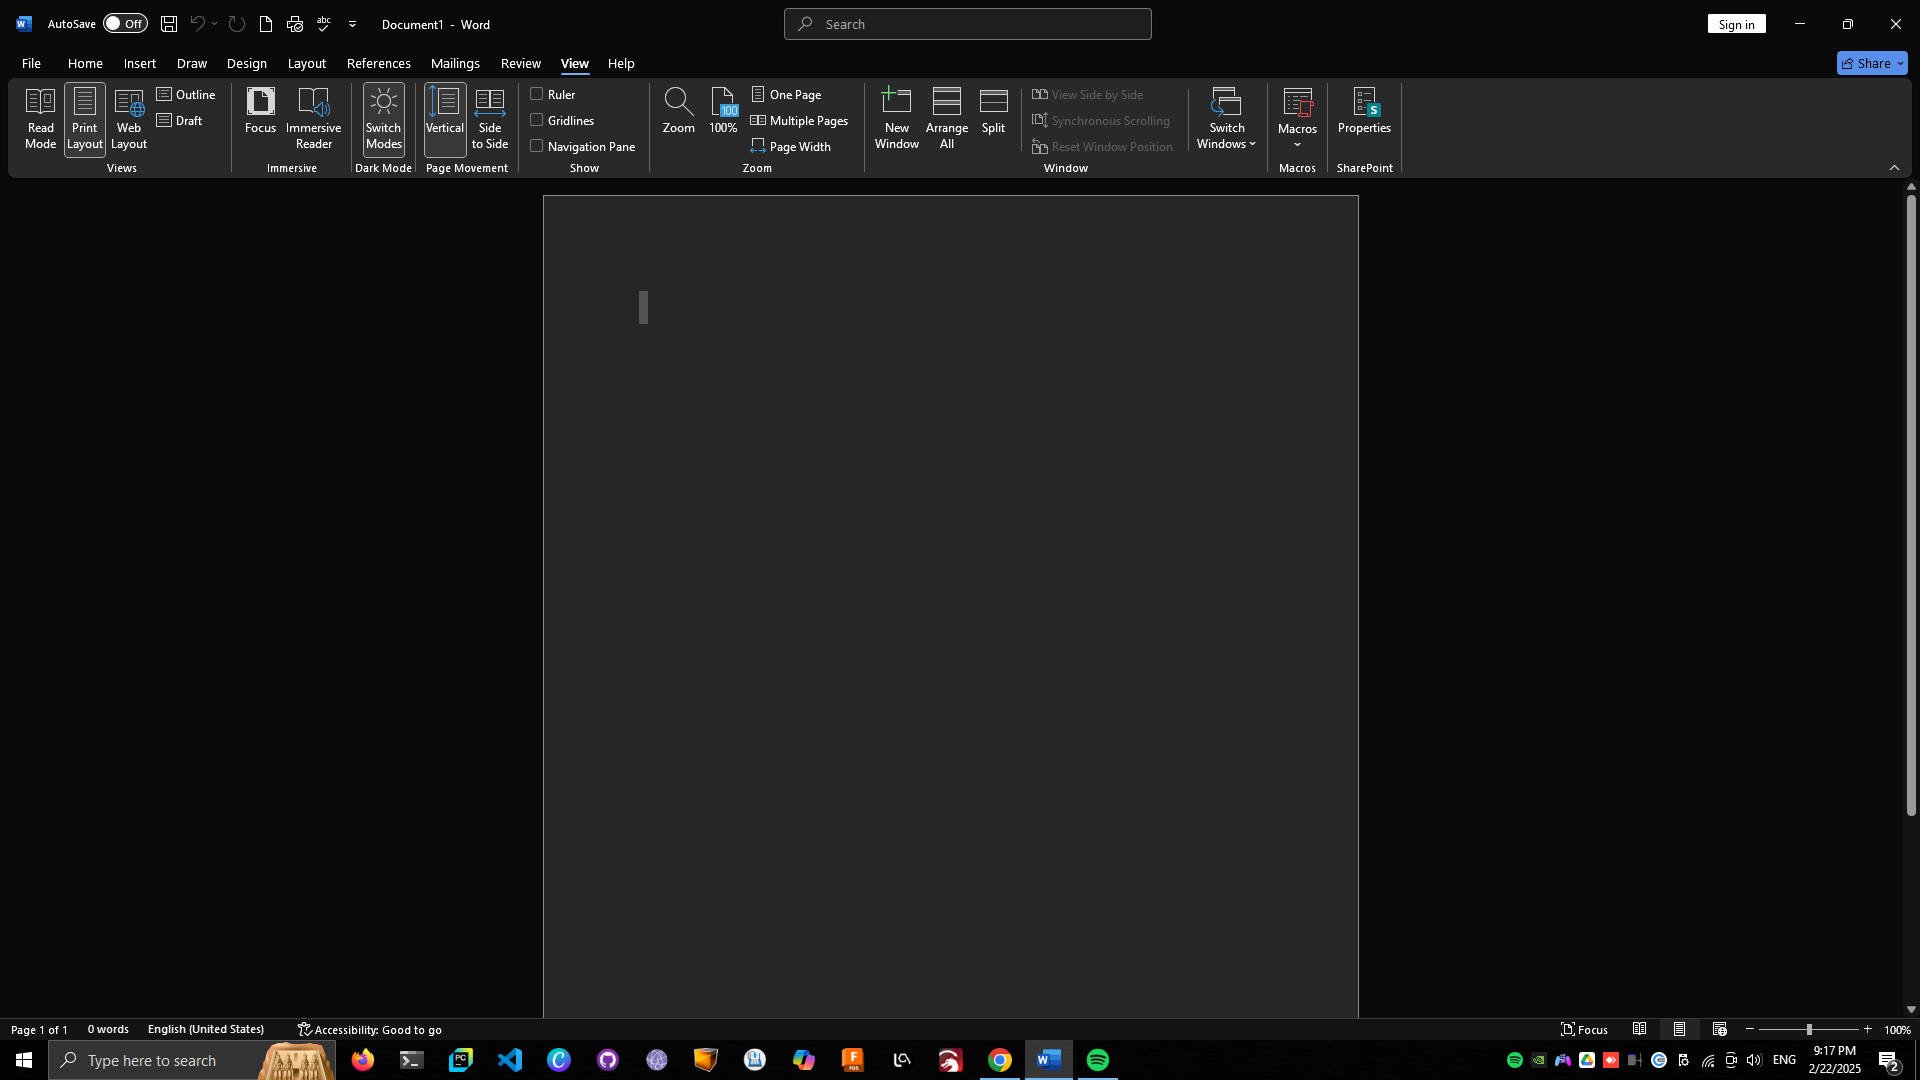 AutoSave Off abc Document1 - Word Search Sign in
File Home Insert Draw Design Layout References Mailings Review View Help Share
Read Mode
Print Layout
Web Layout
Outline
Draft
Views
Focus
Immersive Reader
Immersive
Switch Modes
Dark Mode
Vertical
Side to Side
Page Movement
Ruler
Gridlines
Navigation Pane
Show
Zoom
100
100%
One Page
Multiple Pages
Page Width
Zoom
New Window
Arrange All
Split
View Side by Side
Synchronous Scrolling
Reset Window Position
Switch Windows
Window
Macros
Macros
S
Properties
SharePoint
Page 1 of 1 0 words English (United States) Accessibility: Good to go Focus 100%
Type here to search
ENG
9:17 PM
2/22/2025
2